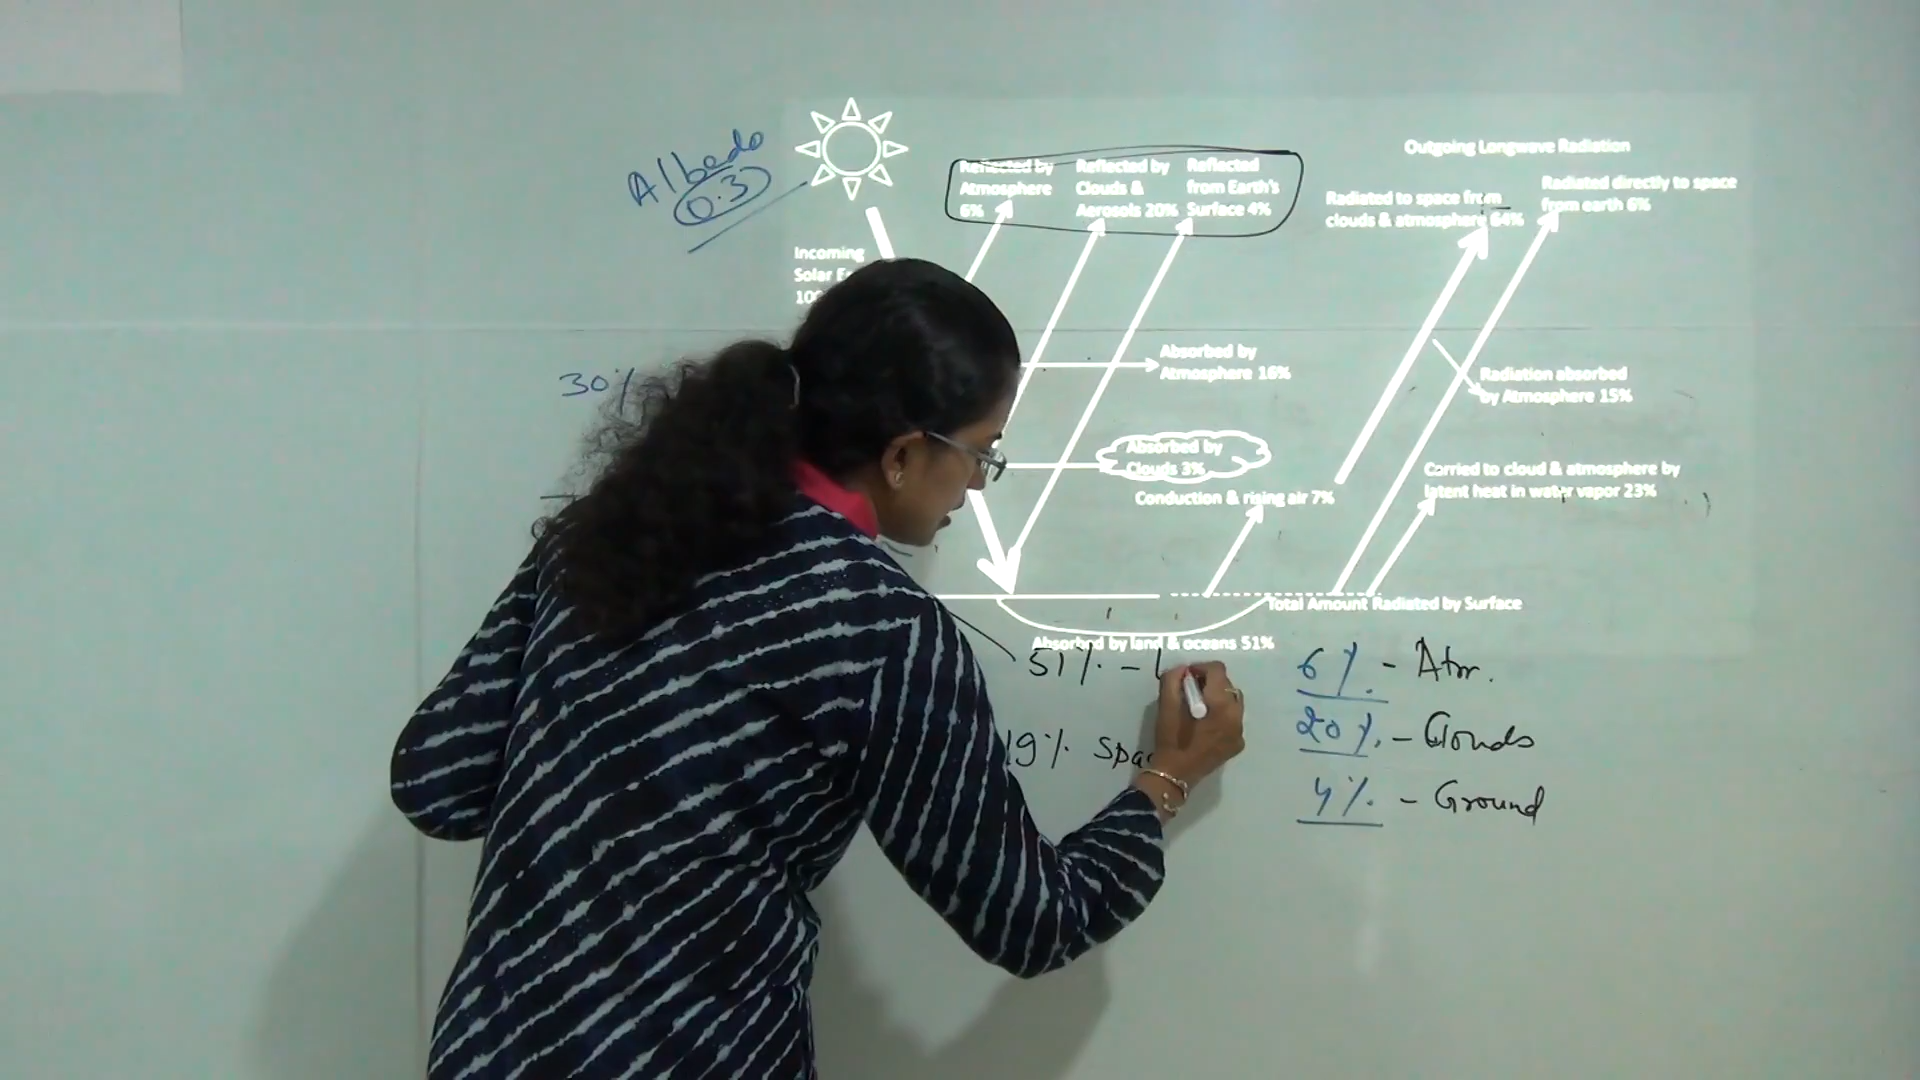 Albedo
0.3
Incoming
Solar
Reflected by
Atmosphere
6%
Reflected by
Clouds &
Aerosols 20%
Reflected
from Earth's
Surface 4%
Outgoing Longwave Radiation
Radiated to space from
clouds & atmosphere 64%
Radiated directly to space
from earth 6%
30%
Absorbed by
Atmosphere 16%
Radiation absorbed
by Atmosphere 15%
Absorbed by
Clouds 3%
Conduction & rising air 7%
Carried to cloud & atmosphere by
latent heat in water vapor 23%
Total Amount Radiated by Surface
Absorbed by land & oceans 51%
51% -
19%
6% - Atm.
20% - Clouds
4% - Ground